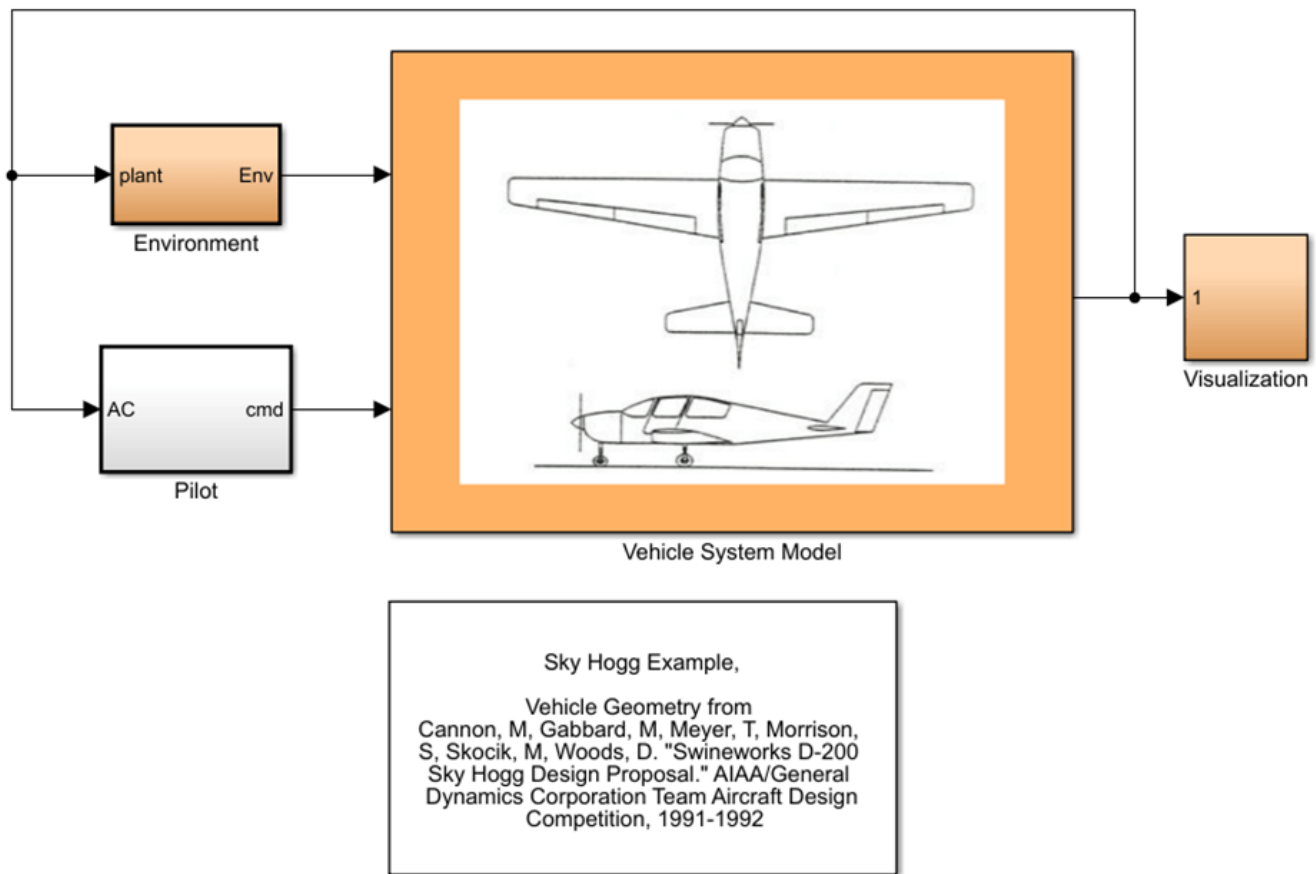 plant
Env
Environment
AC
cmd
Pilot
Vehicle System Model
1
Visualization
Sky Hogg Example,
Vehicle Geometry from
Cannon, M, Gabbard, M, Meyer, T, Morrison,
S, Skocik, M, Woods, D. "Swineworks D-200
Sky Hogg Design Proposal." AIAA/General
Dynamics Corporation Team Aircraft Design
Competition, 1991-1992